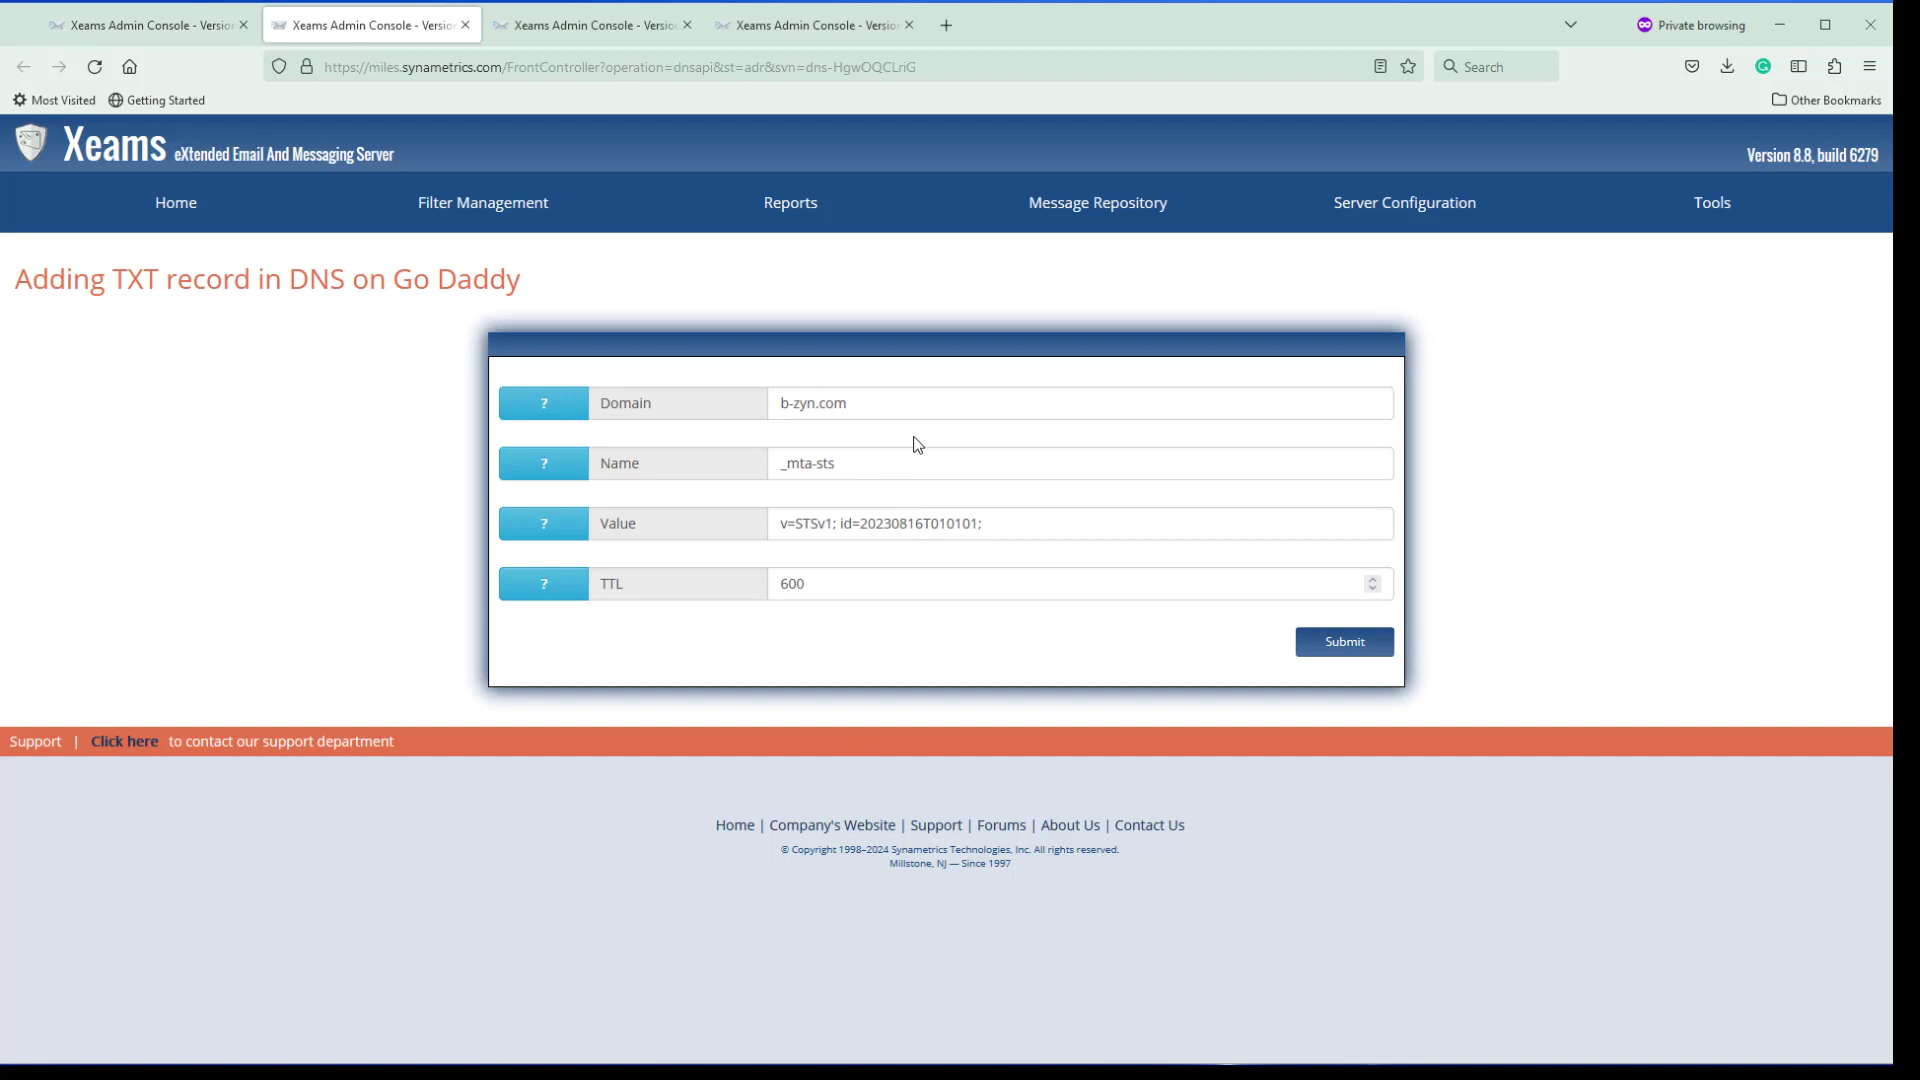 Xeams Admin Console - Version
Xeams Admin Console - Version
Xeams Admin Console - Version
Xeams Admin Console - Version
Private browsing
https://miles.synametrics.com/FrontController?operation=dnsapi&st=adr&svn=dns-HgwOQCLriG
Search
Most Visited
Getting Started
Other Bookmarks
Xeams eXtended Email And Messaging Server
Version 8.8, build 6279
Home
Filter Management
Reports
Message Repository
Server Configuration
Tools
Adding TXT record in DNS on Go Daddy
? Domain b-zyn.com
? Name _mta-sts
? Value v=STSv1; id=20230816T010101;
? TTL 600
Submit
Support | Click here to contact our support department
Home | Company's Website | Support | Forums | About Us | Contact Us
© Copyright 1998–2024 Synametrics Technologies, Inc. All rights reserved.
Millstone, NJ — Since 1997